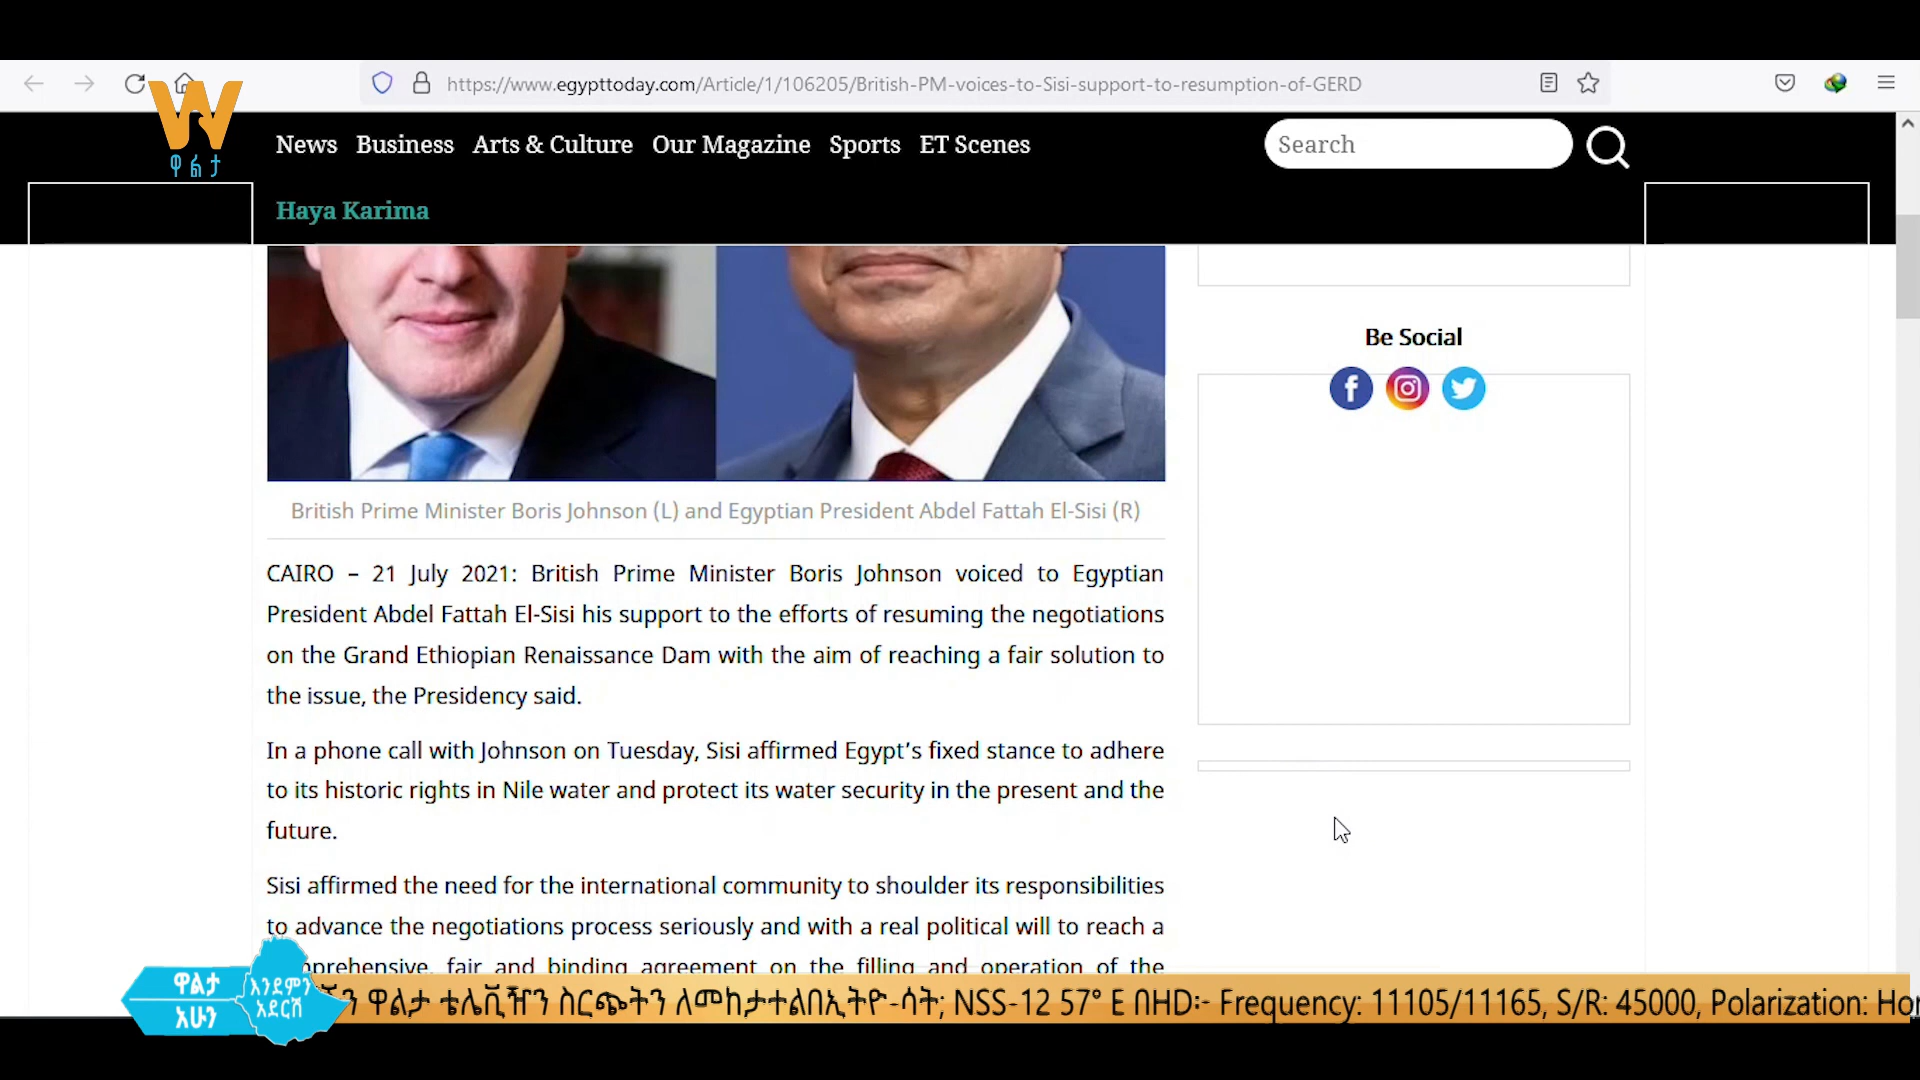 https://www.egypttoday.com/Article/1/106205/British-PM-voices-to-Sisi-support-to-resumption-of-GERD
ዋልታ
News Business Arts & Culture Our Magazine Sports ET Scenes
Search
Haya Karima
Be Social
British Prime Minister Boris Johnson (L) and Egyptian President Abdel Fattah El-Sisi (R)
CAIRO – 21 July 2021: British Prime Minister Boris Johnson voiced to Egyptian
President Abdel Fattah El-Sisi his support to the efforts of resuming the negotiations
on the Grand Ethiopian Renaissance Dam with the aim of reaching a fair solution to
the issue, the Presidency said.
In a phone call with Johnson on Tuesday, Sisi affirmed Egypt’s fixed stance to adhere
to its historic rights in Nile water and protect its water security in the present and the
future.
Sisi affirmed the need for the international community to shoulder its responsibilities
to advance the negotiations process seriously and with a real political will to reach a
fair and binding agreement on the filling and operation of the
ዋልታ
አሁን
እንደምን
አደርሽ
ዋልታ ቴሌቪዥን ስርጭትን ለመከታተልበኢትዮ-ሳት; NSS-12 57° E በHD፦ Frequency: 11105/11165, S/R: 45000, Polarization: